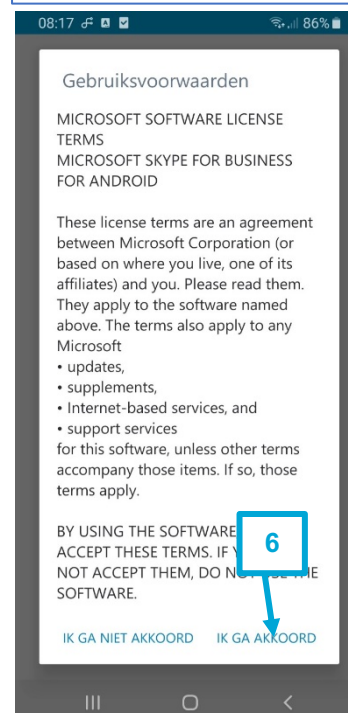 08:17
86%
Gebruiksvoorwaarden
MICROSOFT SOFTWARE LICENSE
TERMS
MICROSOFT SKYPE FOR BUSINESS
FOR ANDROID
These license terms are an agreement
between Microsoft Corporation (or
based on where you live, one of its
affiliates) and you. Please read them.
They apply to the software named
above. The terms also apply to any
Microsoft
• updates,
• supplements,
• Internet-based services, and
• support services
for this software, unless other terms
accompany those items. If so, those
terms apply.
BY USING THE SOFTWARE
6
ACCEPT THESE TERMS. IF
NOT ACCEPT THEM, DO NOT USE THE
SOFTWARE.
IK GA NIET AKKOORD IK GA AKKOORD